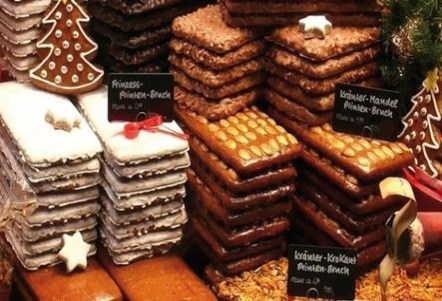 Prinzess-
Printen-Bruch
Kräuter-Mandel
Printen-Bruch
Kräuter-Krokant
Printen-Bruch